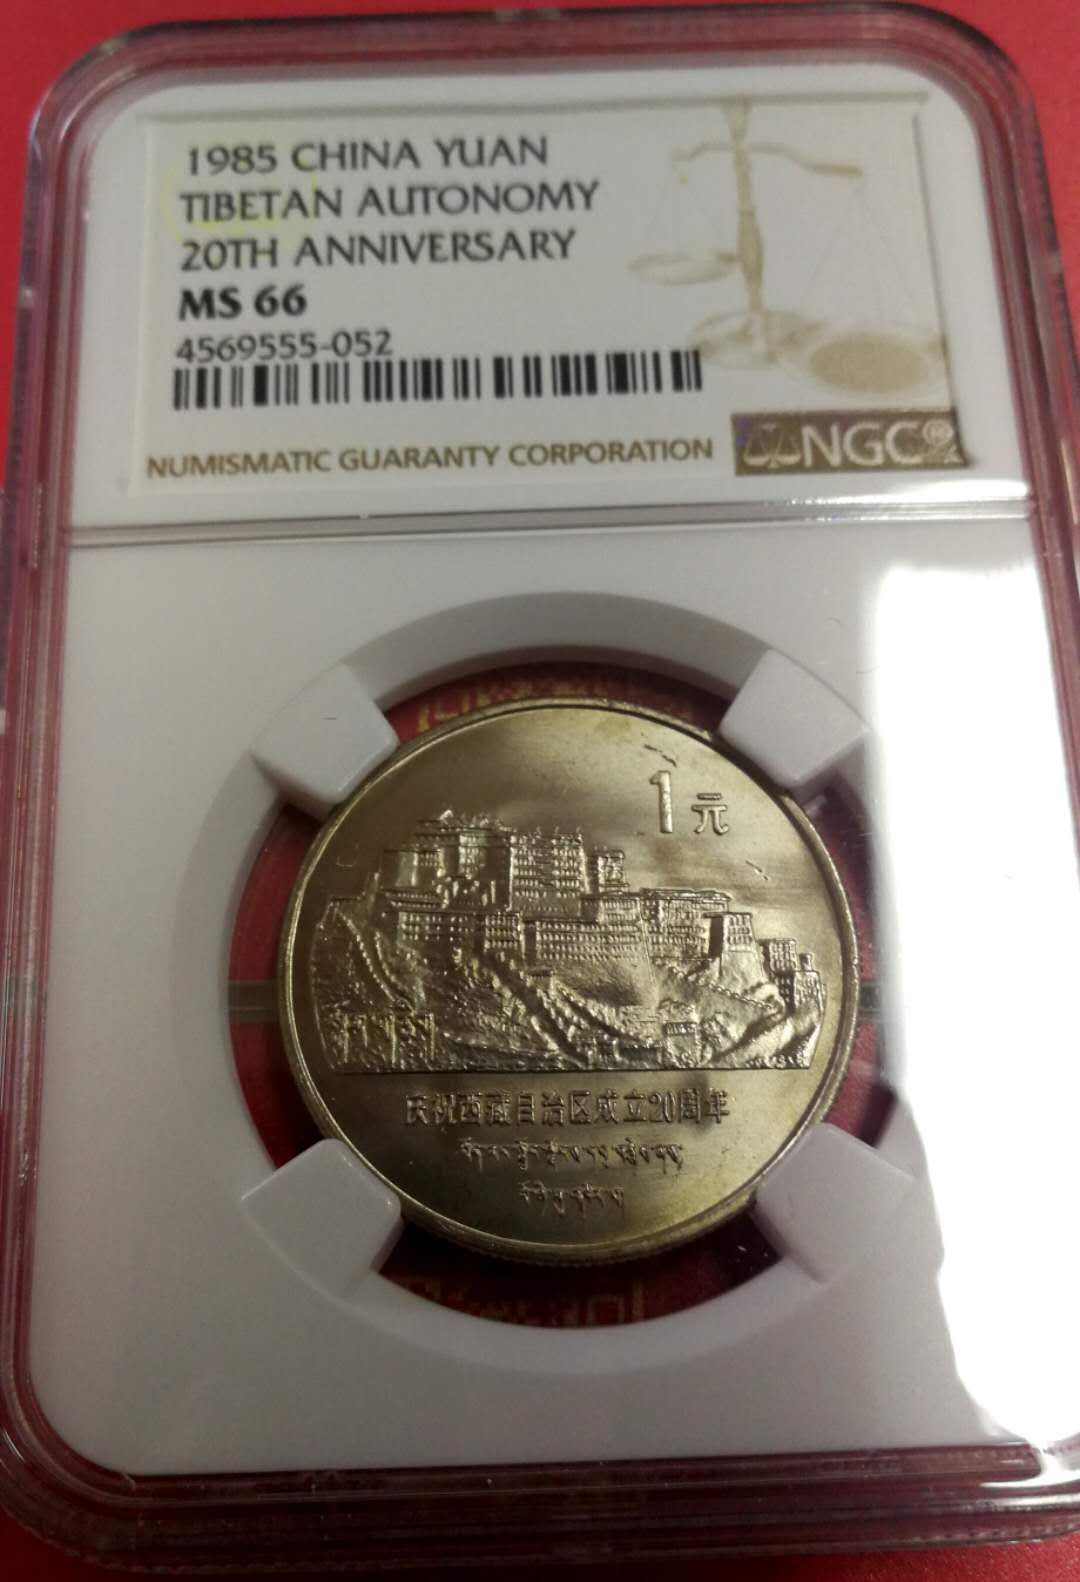 1985 CHINA YUAN
TIBETAN AUTONOMY
20TH ANNIVERSARY
MS 66
4569555-052
NUMISMATIC GUARANTY CORPORATION
NGC®
1元
庆祝西藏自治区成立20周年